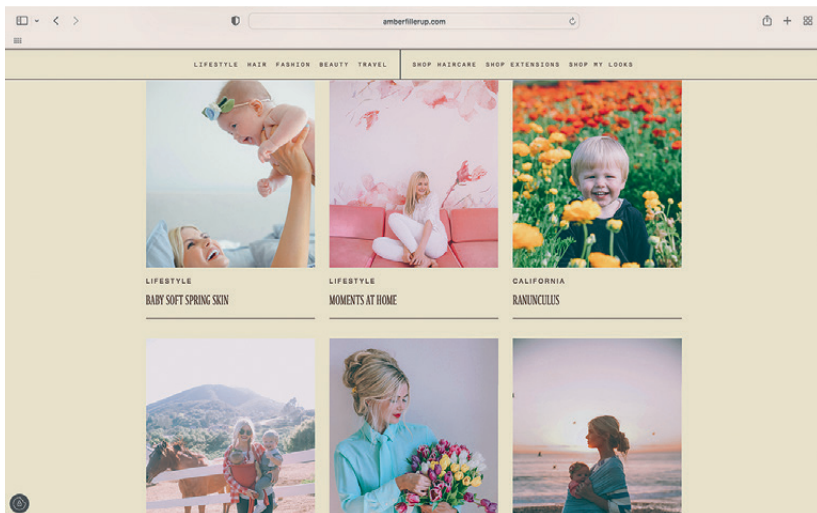 amberfillerup.com
LIFESTYLE HAIR FASHION BEAUTY TRAVEL SHOP HAIRCARE SHOP EXTENSIONS SHOP MY LOOKS
LIFESTYLE LIFESTYLE CALIFORNIA
BABY SOFT SPRING SKIN MOMENTS AT HOME RANUNCULUS